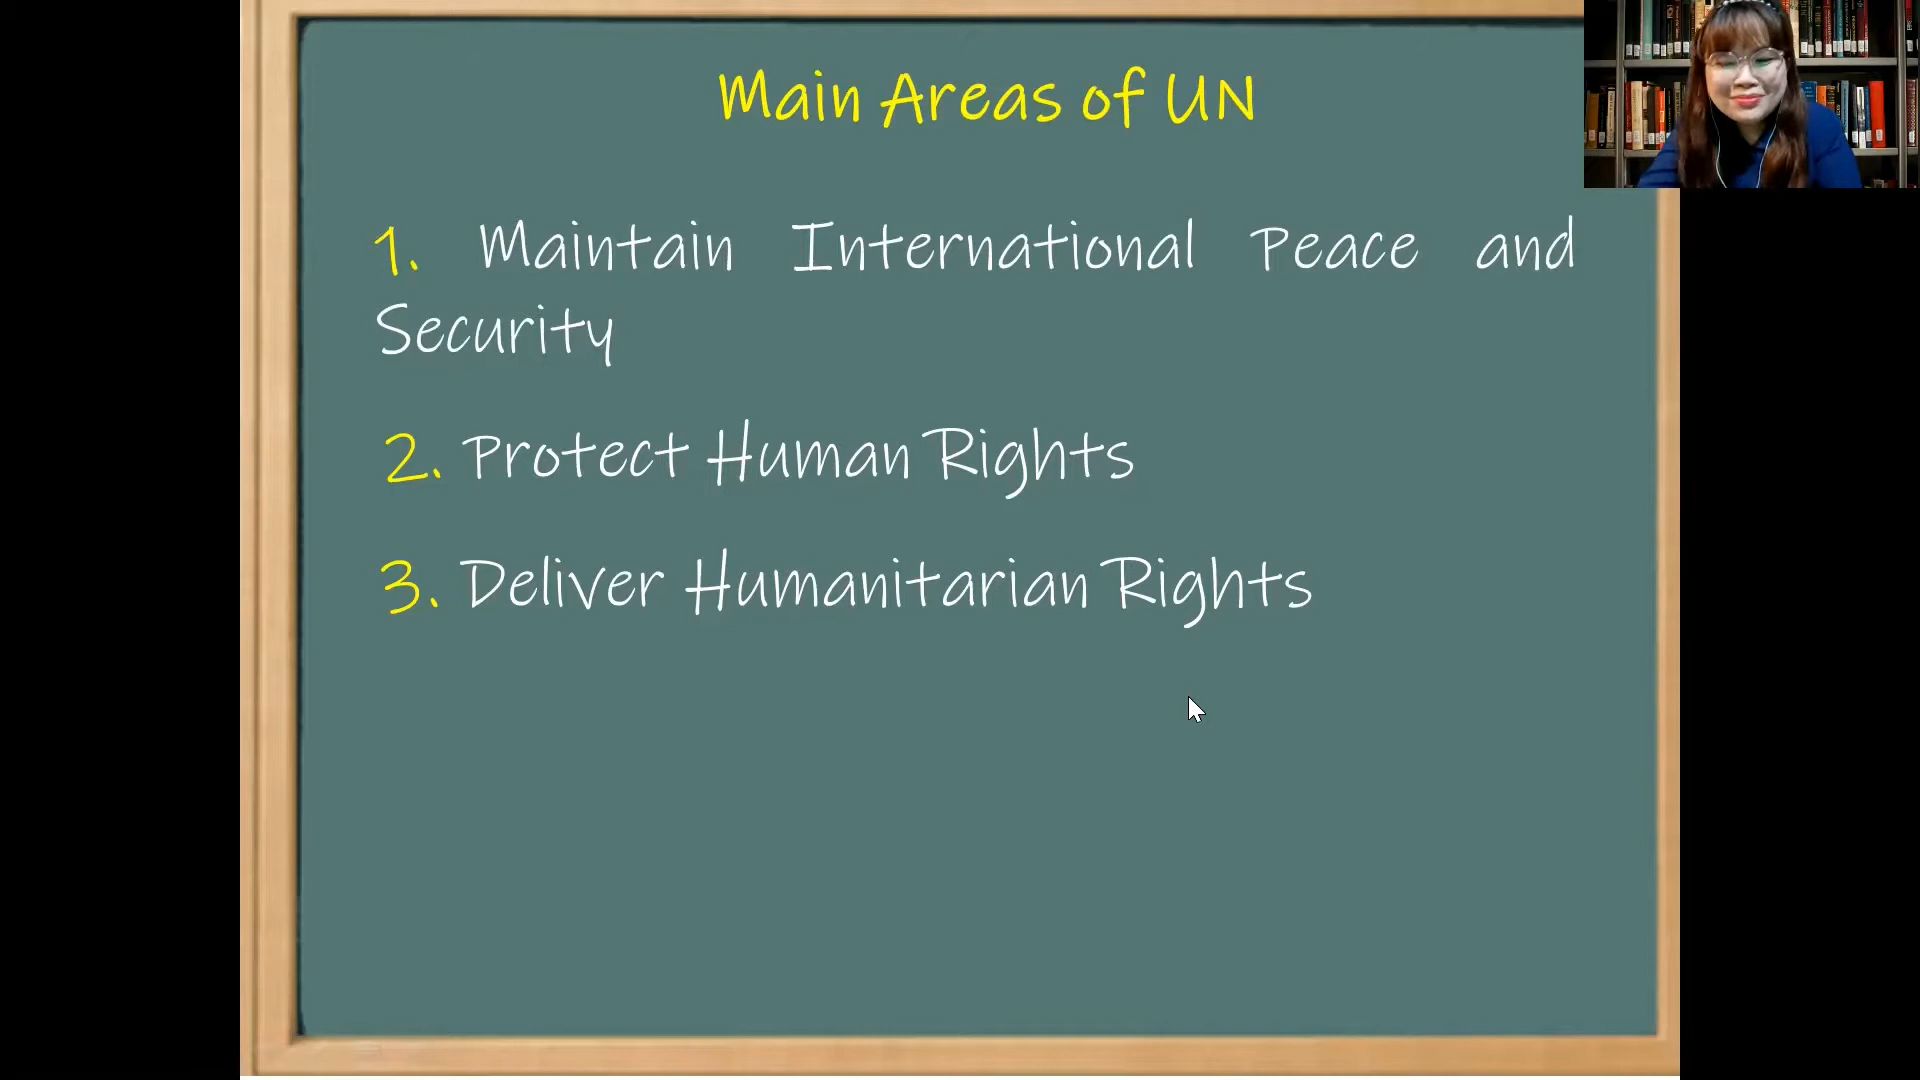 Main Areas of UN
1. Maintain International Peace and
Security
2. Protect Human Rights
3. Deliver Humanitarian Rights